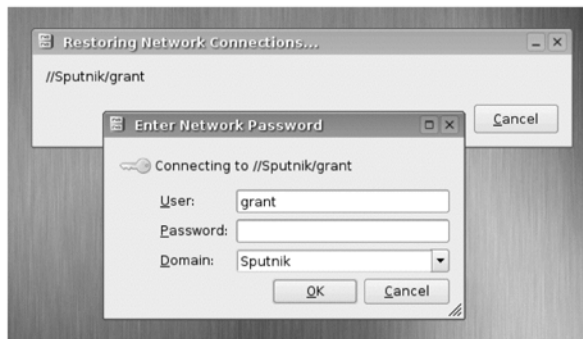 Restoring Network Connections...
//Sputnik/grant
Cancel
Enter Network Password
Connecting to //Sputnik/grant
User: grant
Password:
Domain: Sputnik
OK Cancel